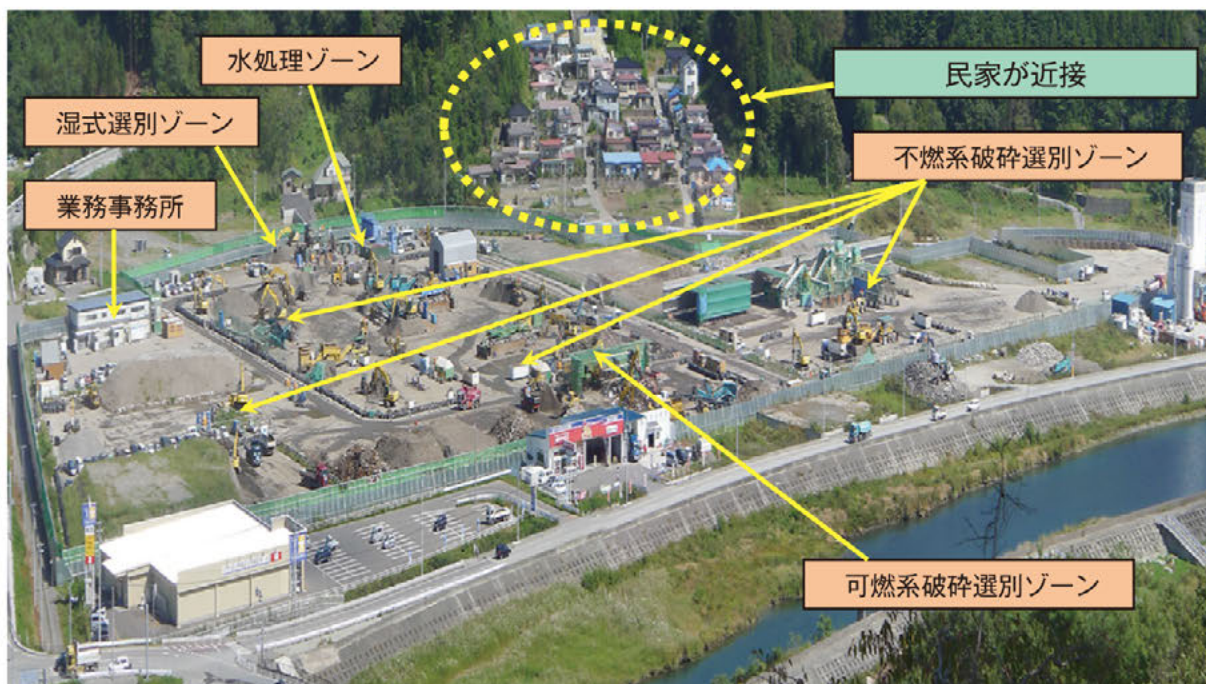 水処理ゾーン
民家が近接
湿式選別ゾーン
不燃系破砕選別ゾーン
業務事務所
可燃系破砕選別ゾーン